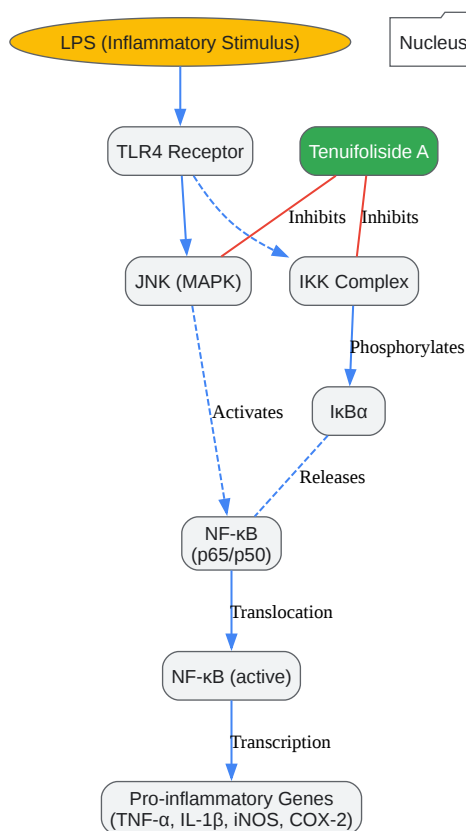 LPS (Inflammatory Stimulus)
Nucleus
TLR4 Receptor
Tenuifoliside A
Inhibits
Inhibits
JNK (MAPK)
IKK Complex
Phosphorylates
IκBα
Activates
Releases
NF-κB
(p65/p50)
Translocation
NF-κB (active)
Transcription
Pro-inflammatory Genes
(TNF-α, IL-1β, iNOS, COX-2)